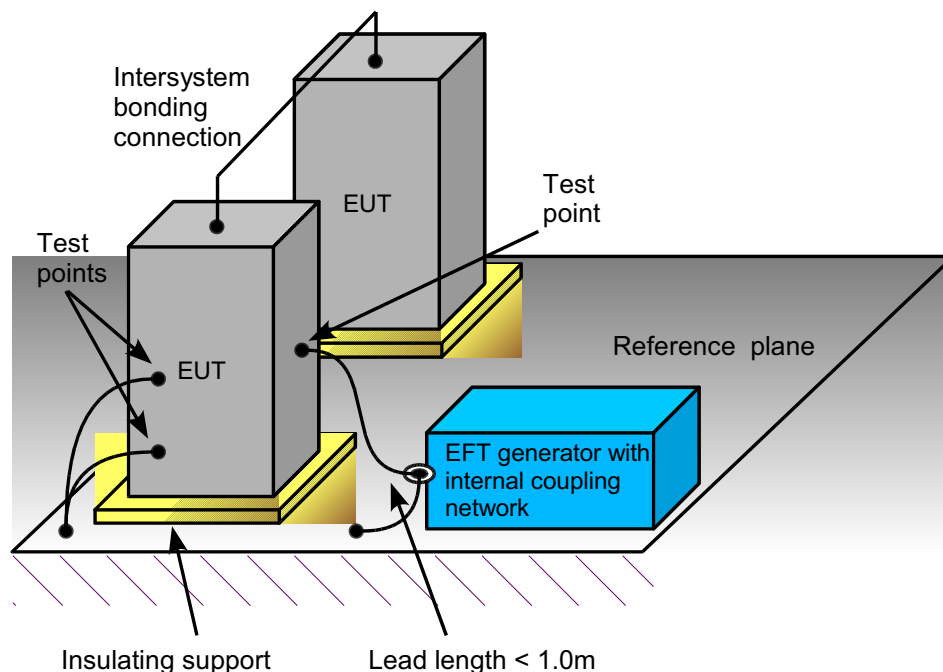 Intersystem
bonding
connection
EUT
Test
point
Test
points
EUT
Reference plane
EFT generator with
internal coupling
network
Insulating support
Lead length < 1.0m